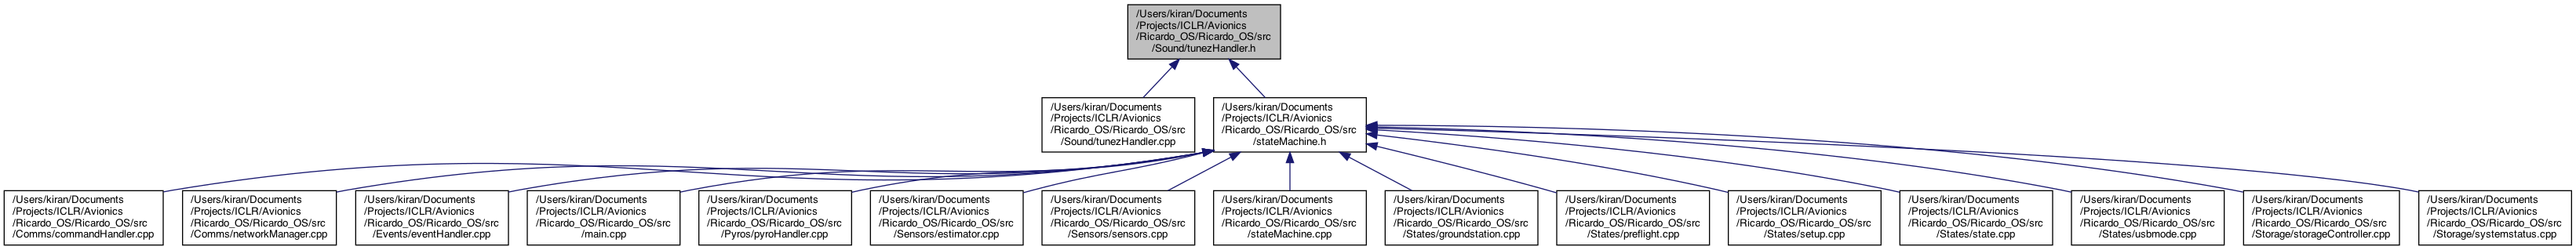 /Users/kiran/Documents
/Projects/ICLR/Avionics
/Ricardo_OS/Ricardo_OS/src
/Sound/tunezHandler.h
/Users/kiran/Documents
/Projects/ICLR/Avionics
/Ricardo_OS/Ricardo_OS/src
/Sound/tunezHandler.cpp
/Users/kiran/Documents
/Projects/ICLR/Avionics
/Ricardo_OS/Ricardo_OS/src
/stateMachine.h
/Users/kiran/Documents
/Projects/ICLR/Avionics
/Ricardo_OS/Ricardo_OS/src
/Comms/commandHandler.cpp
/Users/kiran/Documents
/Projects/ICLR/Avionics
/Ricardo_OS/Ricardo_OS/src
/Comms/networkManager.cpp
/Users/kiran/Documents
/Projects/ICLR/Avionics
/Ricardo_OS/Ricardo_OS/src
/Events/eventHandler.cpp
/Users/kiran/Documents
/Projects/ICLR/Avionics
/Ricardo_OS/Ricardo_OS/src
/main.cpp
/Users/kiran/Documents
/Projects/ICLR/Avionics
/Ricardo_OS/Ricardo_OS/src
/Pyros/pyroHandler.cpp
/Users/kiran/Documents
/Projects/ICLR/Avionics
/Ricardo_OS/Ricardo_OS/src
/Sensors/estimator.cpp
/Users/kiran/Documents
/Projects/ICLR/Avionics
/Ricardo_OS/Ricardo_OS/src
/Sensors/sensors.cpp
/Users/kiran/Documents
/Projects/ICLR/Avionics
/Ricardo_OS/Ricardo_OS/src
/stateMachine.cpp
/Users/kiran/Documents
/Projects/ICLR/Avionics
/Ricardo_OS/Ricardo_OS/src
/States/groundstation.cpp
/Users/kiran/Documents
/Projects/ICLR/Avionics
/Ricardo_OS/Ricardo_OS/src
/States/preflight.cpp
/Users/kiran/Documents
/Projects/ICLR/Avionics
/Ricardo_OS/Ricardo_OS/src
/States/setup.cpp
/Users/kiran/Documents
/Projects/ICLR/Avionics
/Ricardo_OS/Ricardo_OS/src
/States/state.cpp
/Users/kiran/Documents
/Projects/ICLR/Avionics
/Ricardo_OS/Ricardo_OS/src
/States/usbmode.cpp
/Users/kiran/Documents
/Projects/ICLR/Avionics
/Ricardo_OS/Ricardo_OS/src
/Storage/storageController.cpp
/Users/kiran/Documents
/Projects/ICLR/Avionics
/Ricardo_OS/Ricardo_OS/src
/Storage/systemstatus.cpp